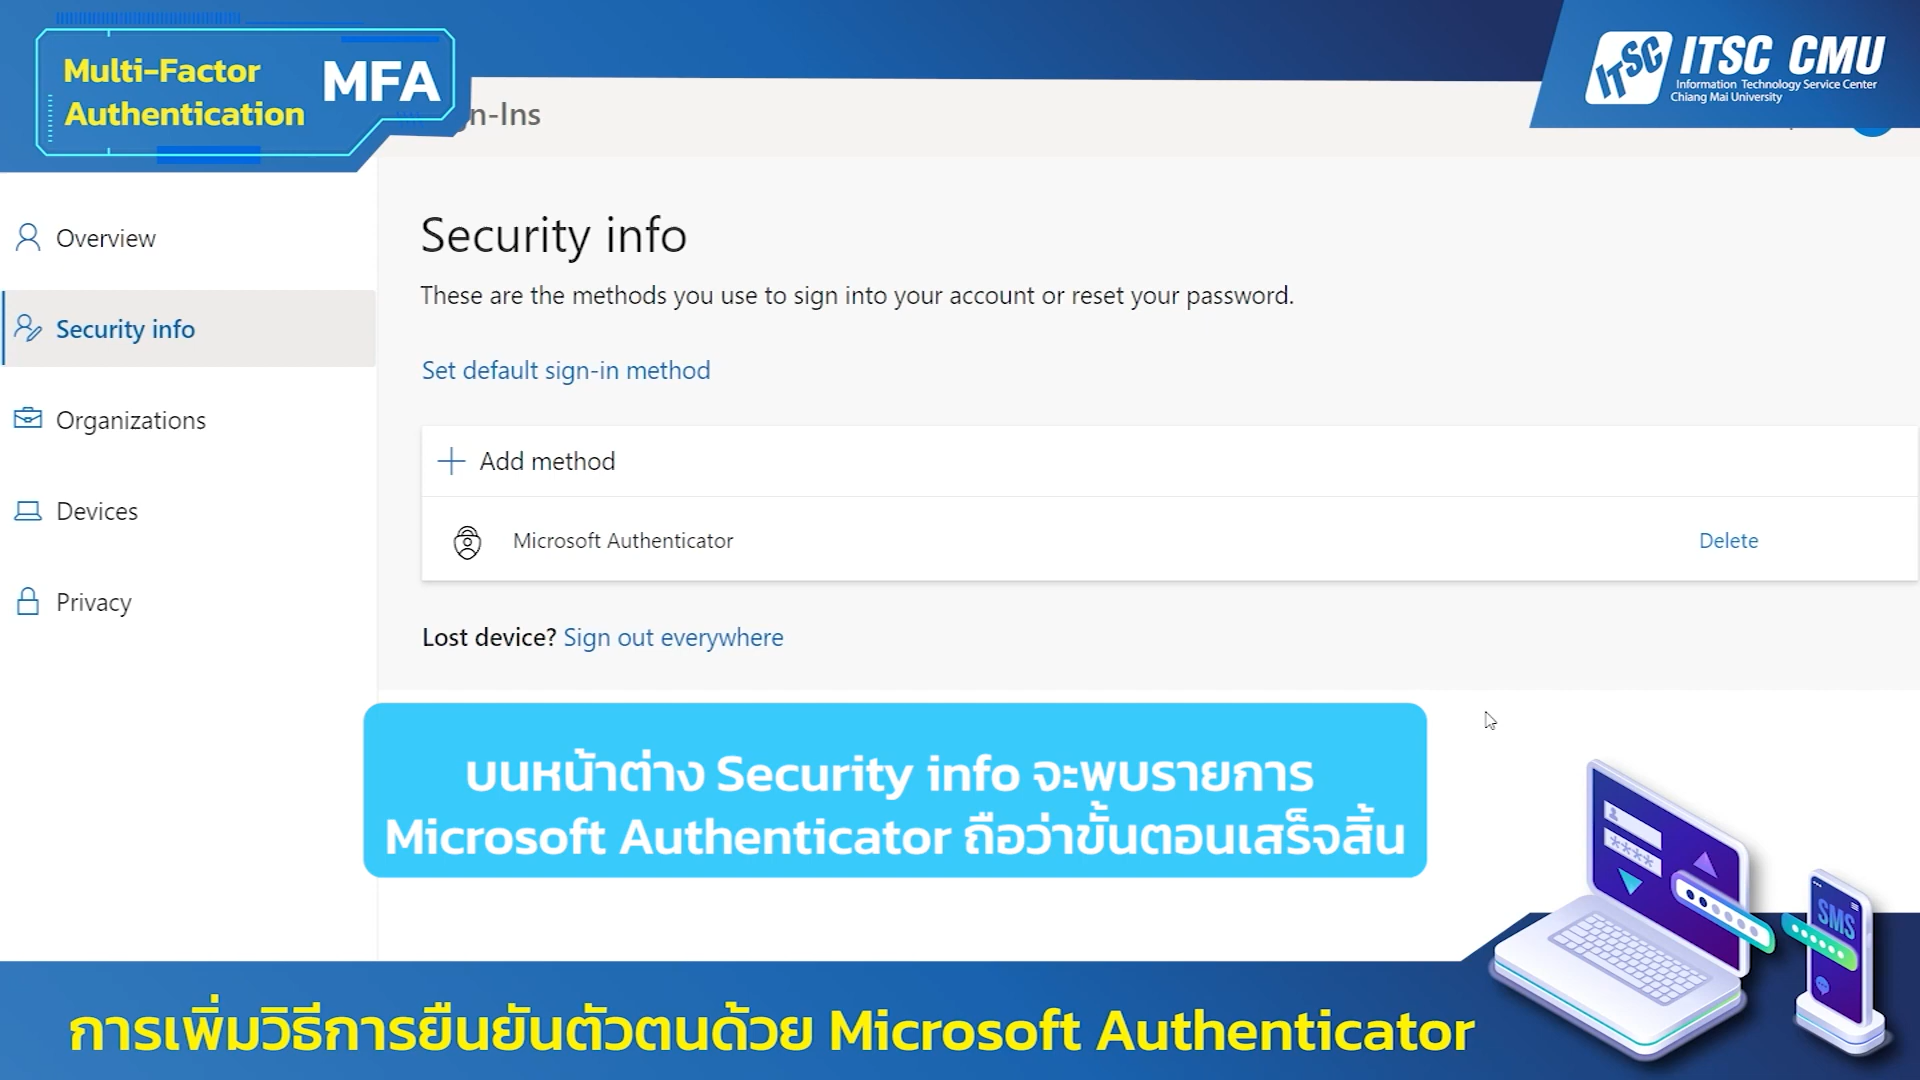 Multi-Factor
Authentication
MFA
ITSC
ITSC CMU
Information Technology Service Center
Chiang Mai University
n-Ins
Overview
Security info
Organizations
Devices
Privacy
Security info
These are the methods you use to sign into your account or reset your password.
Set default sign-in method
Add method
Microsoft Authenticator
Delete
Lost device? Sign out everywhere
บนหน้าต่าง Security info จะพบรายการ
Microsoft Authenticator ถือว่าขั้นตอนเสร็จสิ้น
****
SMS
การเพิ่มวิธีการยืนยันตัวตนด้วย Microsoft Authenticator